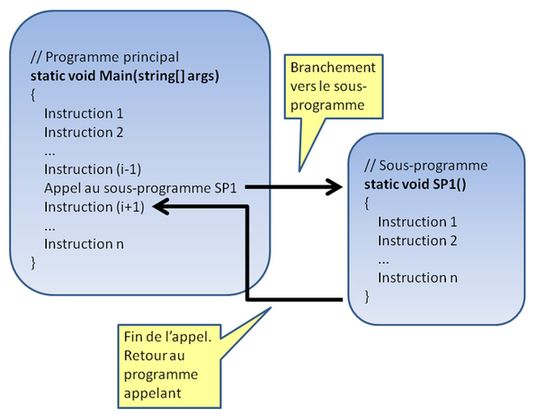 // Programme principal
static void Main(string[] args)
{
Instruction 1
Instruction 2
...
Instruction (i-1)
Appel au sous-programme SP1
Instruction (i+1)
...
Instruction n
}
Branchement
vers le sous-
programme
// Sous-programme
static void SP1()
{
Instruction 1
Instruction 2
...
Instruction n
}
Fin de l’appel.
Retour au
programme
appelant